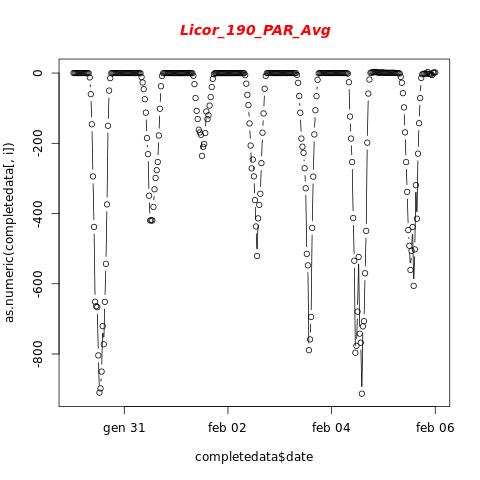 Licor_190_PAR_Avg
as.numeric(completedata[, i])
0
-200
-400
-600
-800
gen 31
feb 02
feb 04
feb 06
completedata$date